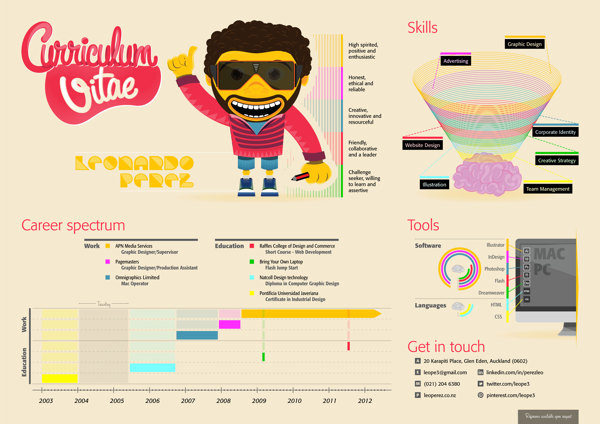 Curriculum
Vitae
LEONARDO
PEREZ
High spirited,
positive and
enthusiastic
Honest,
ethical and
reliable
Creative,
innovative and
resourceful
Friendly,
collaborative
and a leader
Challenge
seeker, willing
to learn and
assertive
Skills
Graphic Design
Advertising
Corporate Identity
Website Design
Creative Strategy
Illustration
Team Management
Career spectrum
Work
APN Media Services
Graphic Designer/Supervisor
Pagemasters
Graphic Designer/Production Assistant
Omnigraphics Limited
Mac Operator
Education
Raffles College of Design and Commerce
Short Course - Web Development
Bring Your Own Laptop
Flash Jump Start
Natcoll Design technology
Diploma in Computer Graphic Design
Pontificia Universidad Javeriana
Certificate in Industrial Design
Traveling
Work
Education
2003 2004 2005 2006 2007 2008 2009 2010 2011 2012
Tools
Software
Illustrator
InDesign
Photoshop
Flash
Dreamweaver
Languages
HTML
CSS
MAC
PC
Get in touch
A 20 Karapiti Place, Glen Eden, Auckland (0602)
E leope3@gmail.com
in linkedin.com/in/perezleo
M (021) 204 6380
twitter.com/leope3
P leoperez.co.nz
pinterest.com/leope3
References available upon request